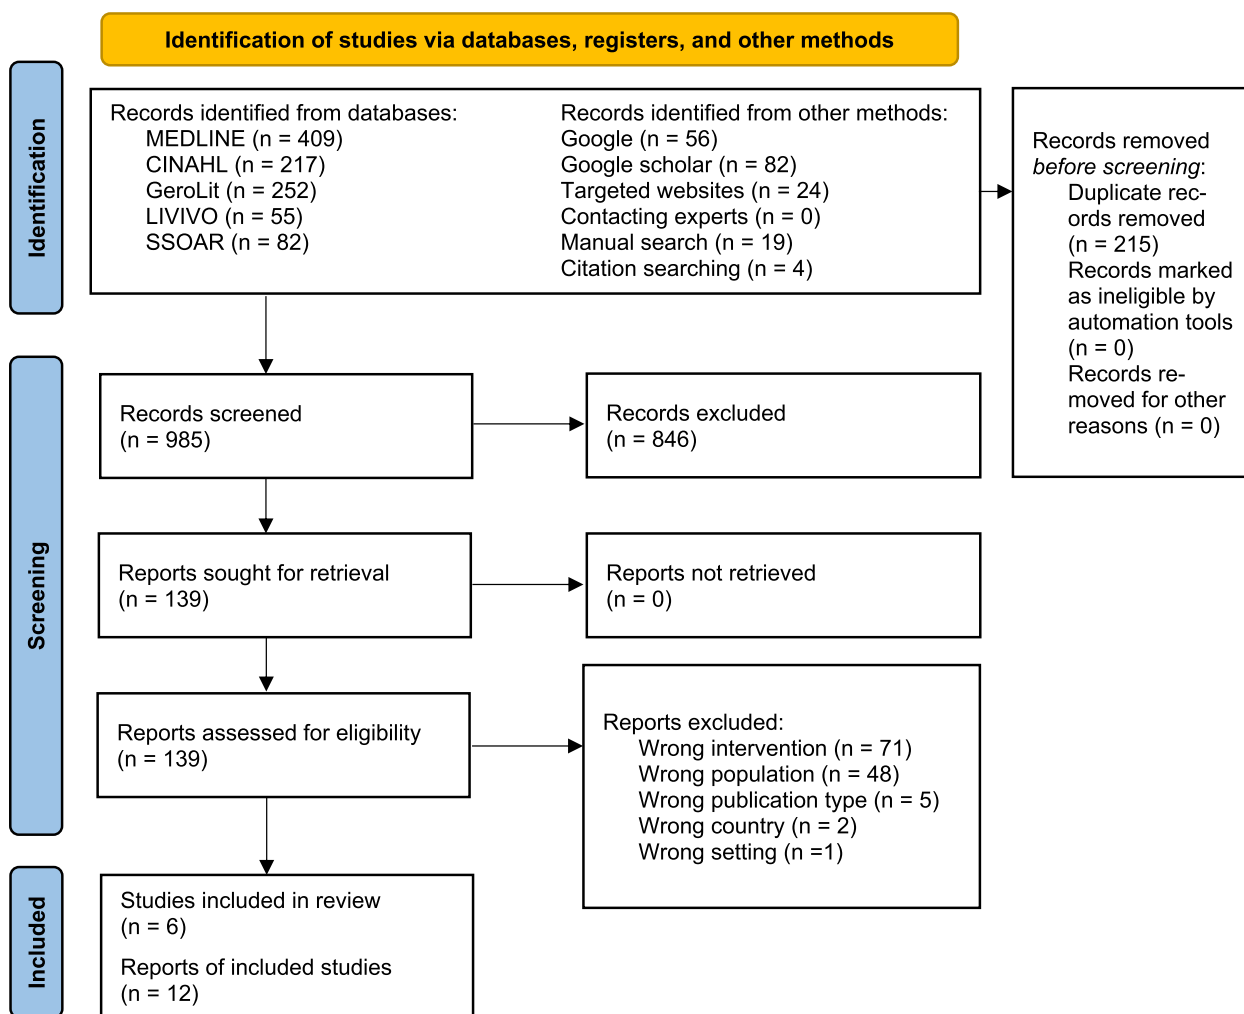 Identification of studies via databases, registers, and other methods
Identification
Records identified from databases:
MEDLINE (n = 409)
CINAHL (n = 217)
GeroLit (n = 252)
LIVIVO (n = 55)
SSOAR (n = 82)
Records identified from other methods:
Google (n = 56)
Google scholar (n = 82)
Targeted websites (n = 24)
Contacting experts (n = 0)
Manual search (n = 19)
Citation searching (n = 4)
Records removed
before screening:
Duplicate rec-
ords removed
(n = 215)
Records marked
as ineligible by
automation tools
(n = 0)
Records re-
moved for other
reasons (n = 0)
Screening
Records screened
(n = 985)
Records excluded
(n = 846)
Reports sought for retrieval
(n = 139)
Reports not retrieved
(n = 0)
Reports assessed for eligibility
(n = 139)
Reports excluded:
Wrong intervention (n = 71)
Wrong population (n = 48)
Wrong publication type (n = 5)
Wrong country (n = 2)
Wrong setting (n =1)
Included
Studies included in review
(n = 6)
Reports of included studies
(n = 12)